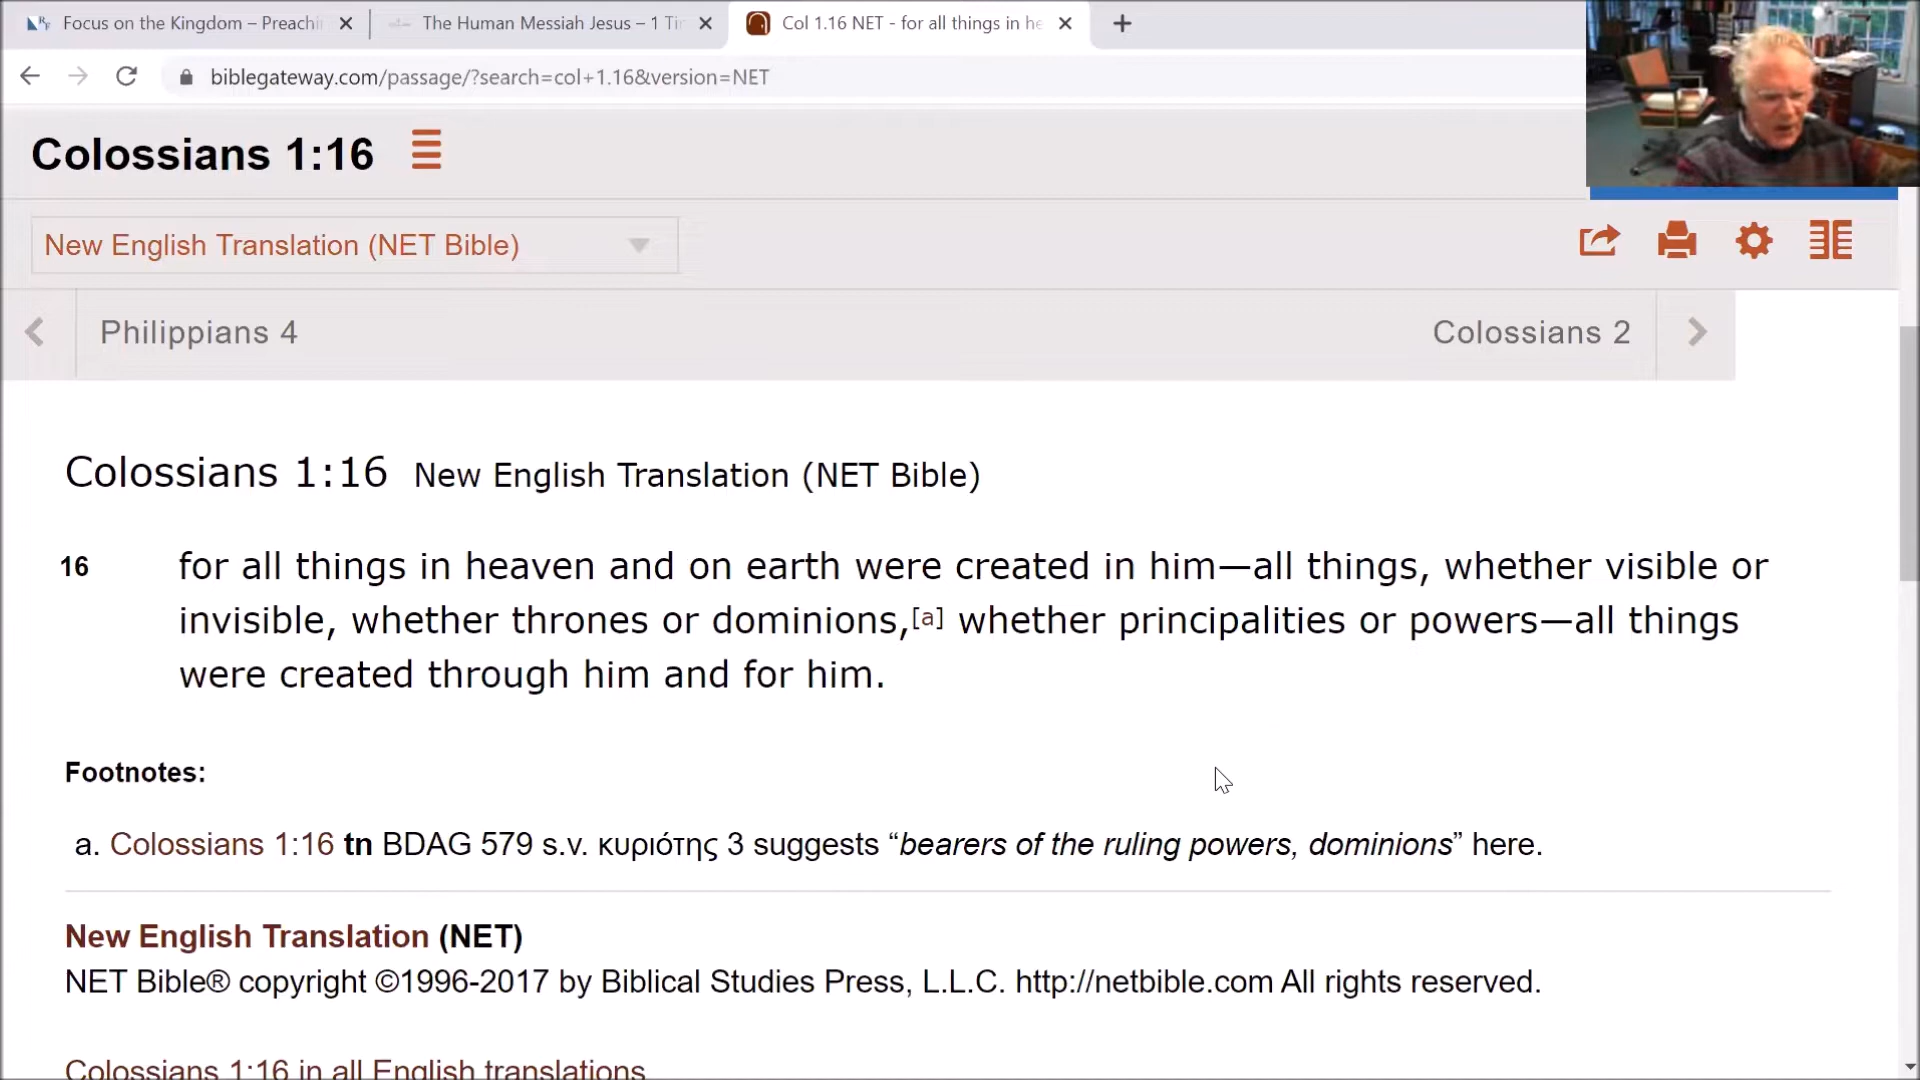 Focus on the Kingdom – Preachi
The Human Messiah Jesus – 1 Ti
Col 1.16 NET - for all things in he
biblegateway.com/passage/?search=col+1.16&version=NET
Colossians 1:16
New English Translation (NET Bible)
Philippians 4
Colossians 2
Colossians 1:16 New English Translation (NET Bible)
16 for all things in heaven and on earth were created in him—all things, whether visible or
invisible, whether thrones or dominions,[a] whether principalities or powers—all things
were created through him and for him.
Footnotes:
a. Colossians 1:16 tn BDAG 579 s.v. κυριότης 3 suggests “bearers of the ruling powers, dominions” here.
New English Translation (NET)
NET Bible® copyright ©1996-2017 by Biblical Studies Press, L.L.C. http://netbible.com All rights reserved.
Colossians 1:16 in all English translations